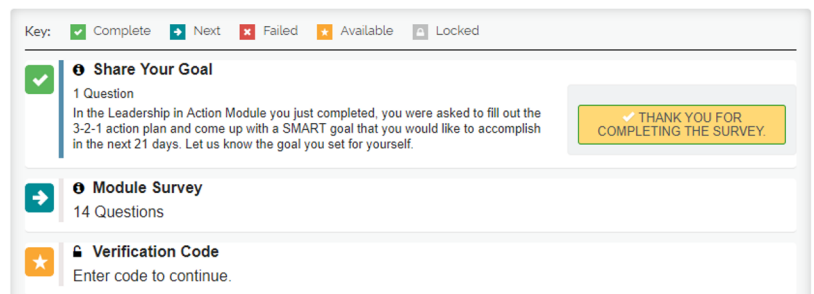 Key: Complete Next Failed Available Locked
Share Your Goal
1 Question
In the Leadership in Action Module you just completed, you were asked to fill out the
3-2-1 action plan and come up with a SMART goal that you would like to accomplish
in the next 21 days. Let us know the goal you set for yourself.
THANK YOU FOR
COMPLETING THE SURVEY.
Module Survey
14 Questions
Verification Code
Enter code to continue.